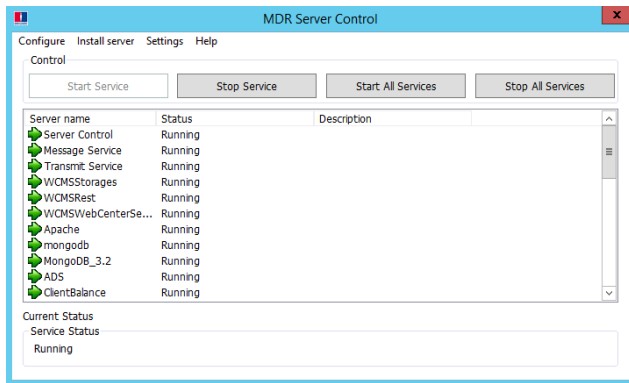 MDR Server Control
Configure Install server Settings Help
Control
Start Service Stop Service Start All Services Stop All Services
Server name Status Description
Server Control Running
Message Service Running
Transmit Service Running
WCMSStorages Running
WCMSRest Running
WCMSWebCenterSe... Running
Apache Running
mongodb Running
MongoDB_3.2 Running
ADS Running
ClientBalance Running
Current Status
Service Status
Running